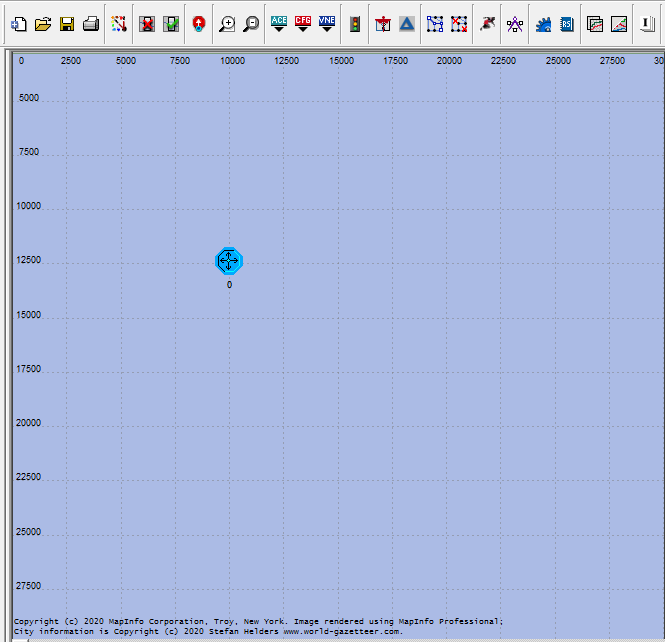 ACE CFG VNE RS I
0 2500 5000 7500 10000 12500 15000 17500 20000 22500 25000 27500 30
5000
7500
10000
12500
0
15000
17500
20000
22500
25000
27500
Copyright (c) 2020 MapInfo Corporation, Troy, New York. Image rendered using MapInfo Professional;
City information is Copyright (c) 2020 Stefan Helders www.world-gazetteer.com.